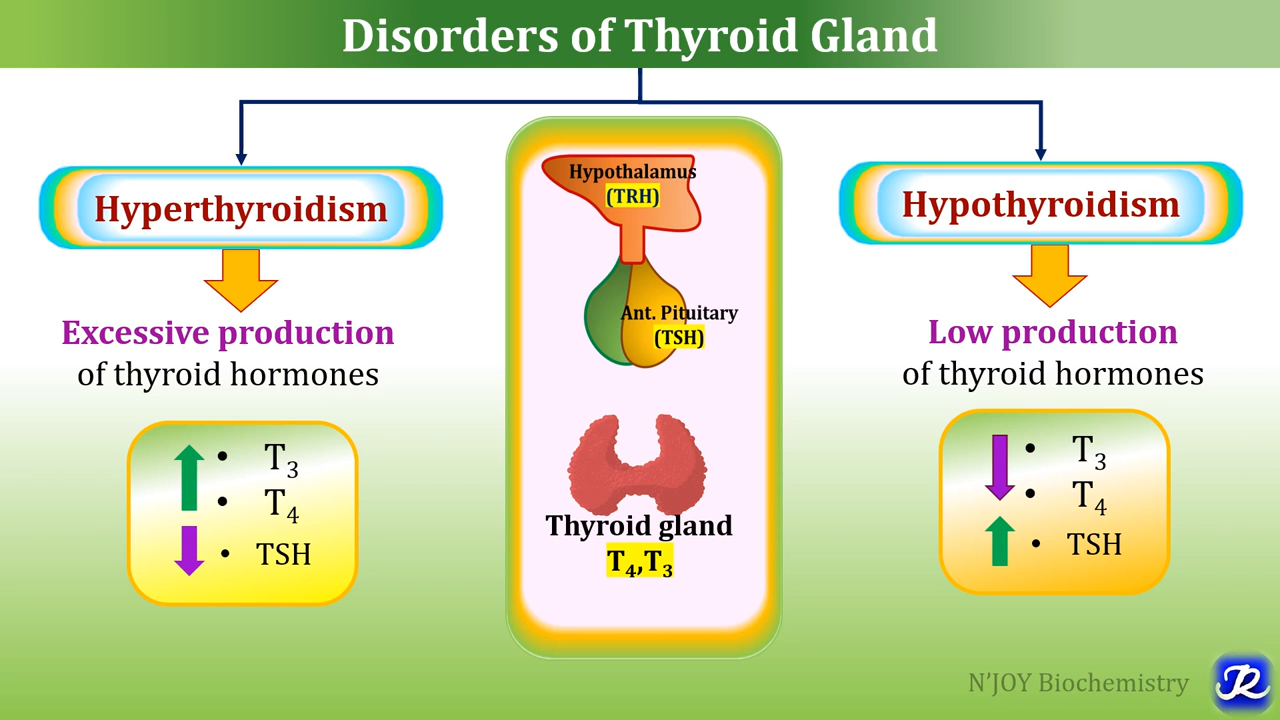 Disorders of Thyroid Gland
Hyperthyroidism
Excessive production
of thyroid hormones
• T₃
• T₄
• TSH
Hypothalamus
(TRH)
Ant. Pituitary
(TSH)
Thyroid gland
T₄,T₃
Hypothyroidism
Low production
of thyroid hormones
• T₃
• T₄
• TSH
N'JOY Biochemistry
JR